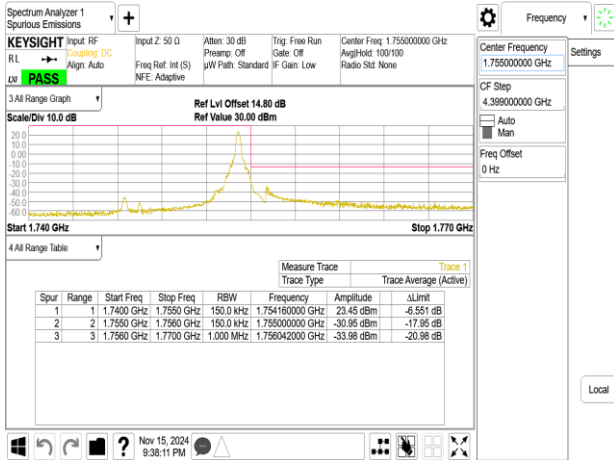 Spectrum Analyzer 1
Spurious Emissions
Frequency
KEYSIGHT Input: RF Input Z: 50 Ω Atten: 30 dB Trig: Free Run Center Freq: 1.755000000 GHz
RL Coupling: DC Preamp: Off Gate: Off Avg|Hold: 100/100
Align: Auto Freq Ref: Int (S) µW Path: Standard IF Gain: Low Radio Std: None
LXI PASS NFE: Adaptive
Center Frequency
1.755000000 GHz
Settings
CF Step
4.399000000 GHz
Auto
Man
Freq Offset
0 Hz
3 All Range Graph
Ref Lvl Offset 14.80 dB
Scale/Div 10.0 dB Ref Value 30.00 dBm
20.0
10.0
0.00
-10.0
-20.0
-30.0
-40.0
-50.0
-60.0
Start 1.740 GHz Stop 1.770 GHz
4 All Range Table
Measure Trace Trace 1
Trace Type Trace Average (Active)
Spur Range Start Freq Stop Freq RBW Frequency Amplitude ΔLimit
1 1 1.7400 GHz 1.7550 GHz 150.0 kHz 1.754160000 GHz 23.45 dBm -6.551 dB
2 2 1.7550 GHz 1.7560 GHz 150.0 kHz 1.755000000 GHz -30.95 dBm -17.95 dB
3 3 1.7560 GHz 1.7700 GHz 1.000 MHz 1.756042000 GHz -33.98 dBm -20.98 dB
Local
Nov 15, 2024
9:38:11 PM